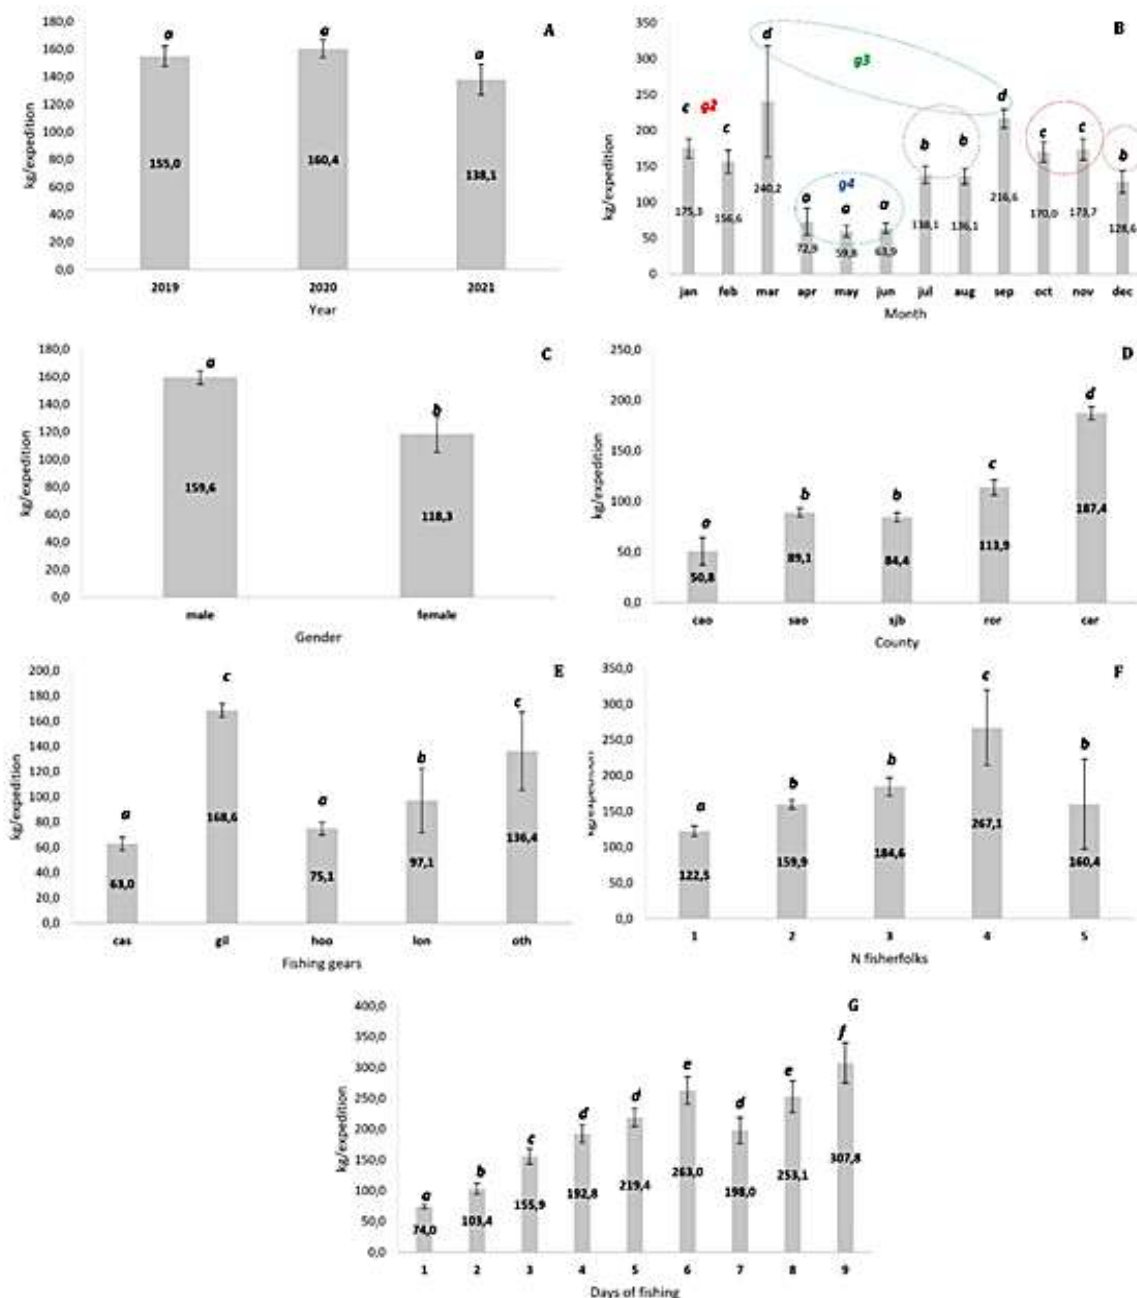 A
180,0
160,0
140,0
120,0
100,0
80,0
60,0
40,0
20,0
0,0
kg/expedition
a a a
155,0 160,4 138,1
2019 2020 2021
Year
B
350
300
250
200
150
100
50
0
kg/expedition
g2 g3 g4
c c d a a a b b d c c b
175,3 156,6 240,2 72,9 59,8 63,9 138,1 136,1 216,6 170,0 173,7 128,6
jan feb mar apr may jun jul aug sep oct nov dec
Month
C
180,0
160,0
140,0
120,0
100,0
80,0
60,0
40,0
20,0
0,0
kg/expedition
a b
159,6 118,3
male female
Gender
D
250,0
200,0
150,0
100,0
50,0
0,0
kg/expedition
a b b c d
50,8 89,1 84,4 113,9 187,4
cao sao sjb ror car
County
E
200,0
180,0
160,0
140,0
120,0
100,0
80,0
60,0
40,0
20,0
0,0
kg/expedition
a c a b c
63,0 168,6 75,1 97,1 136,4
cas gil hoo lon oth
Fishing gears
F
350,0
300,0
250,0
200,0
150,0
100,0
50,0
0,0
kg/expedition
a b b c b
122,5 159,9 184,6 267,1 160,4
1 2 3 4 5
N fisherfolks
G
400,0
350,0
300,0
250,0
200,0
150,0
100,0
50,0
0,0
kg/expedition
a b c d d e d e f
74,0 103,4 155,9 192,8 219,4 263,0 198,0 253,1 307,8
1 2 3 4 5 6 7 8 9
Days of fishing